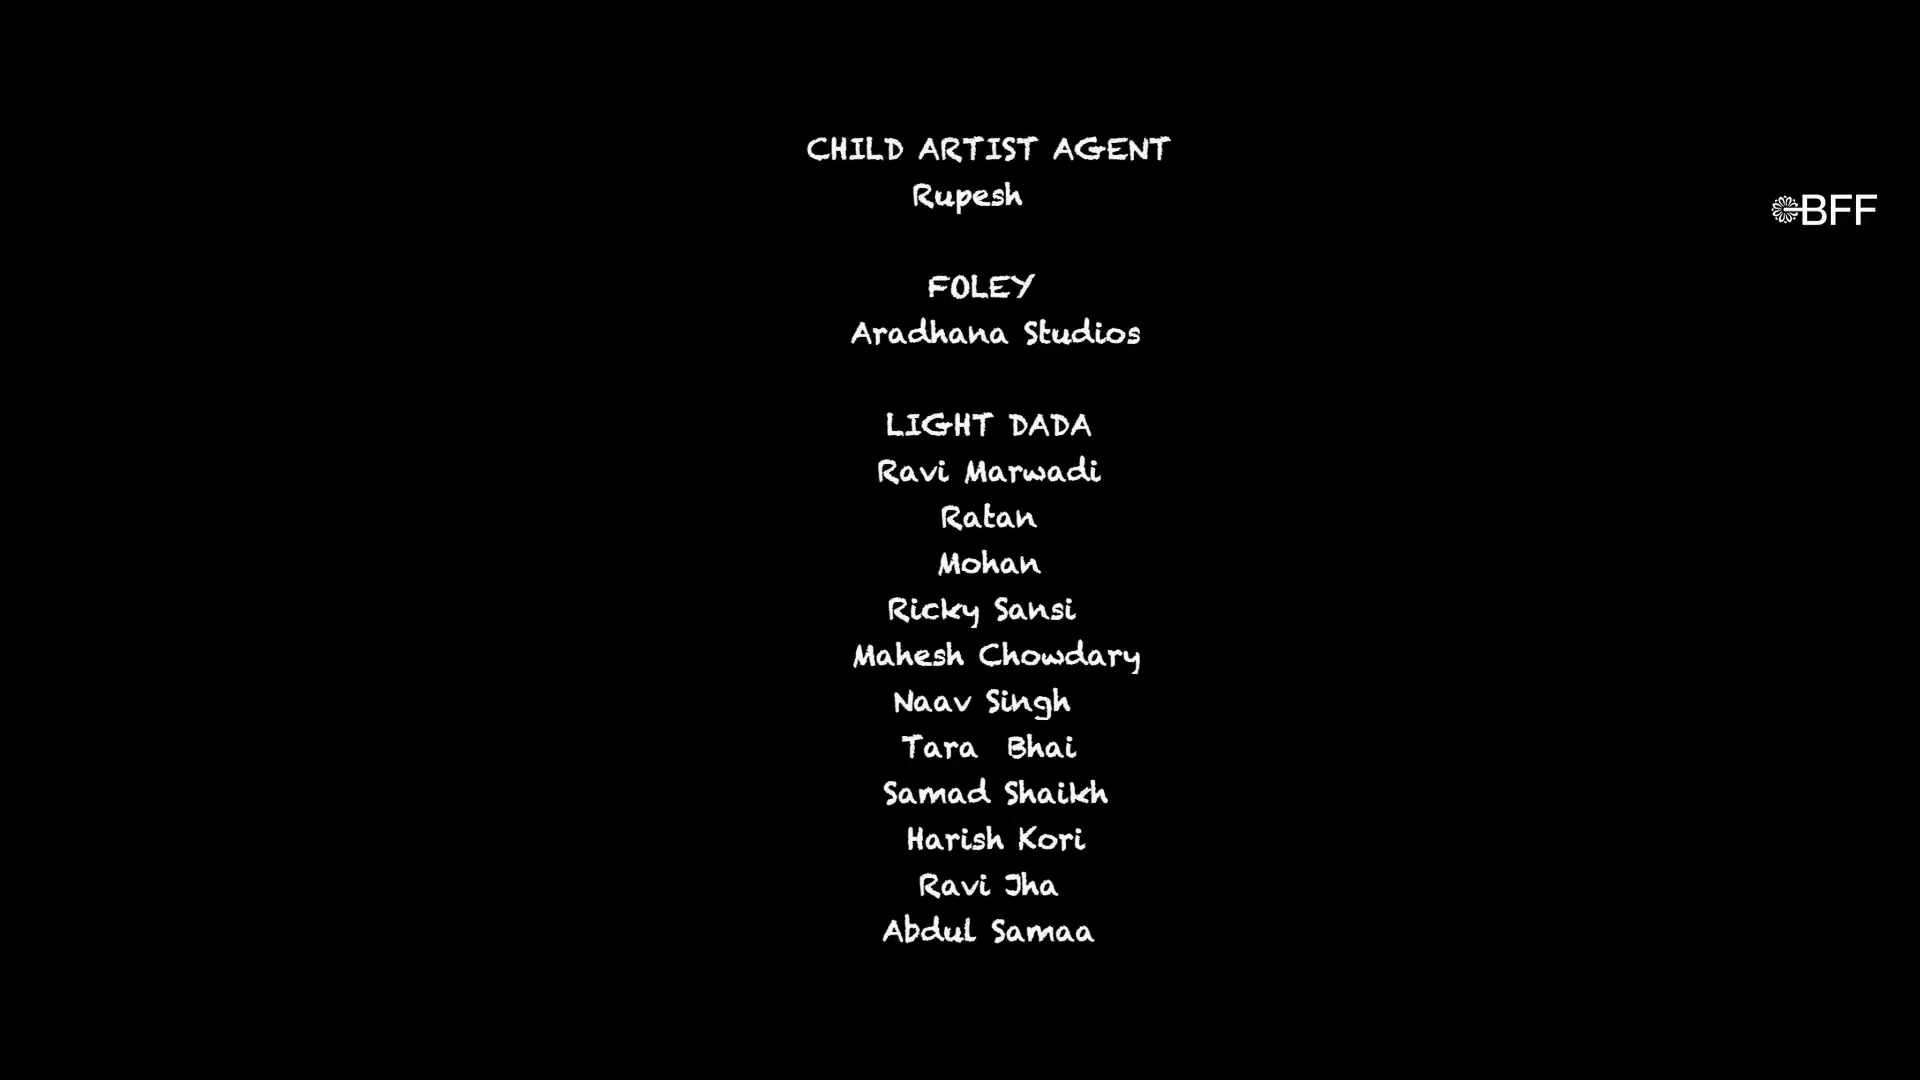 CHILD ARTIST AGENT
Rupesh
BFF
FOLEY
Aradhana Studios
LIGHT DADA
Ravi Marwadi
Ratan
Mohan
Ricky Sansi
Mahesh Chowdary
Naav Singh
Tara  Bhai
Samad Shaikh
Harish Kori
Ravi Jha
Abdul Samaa